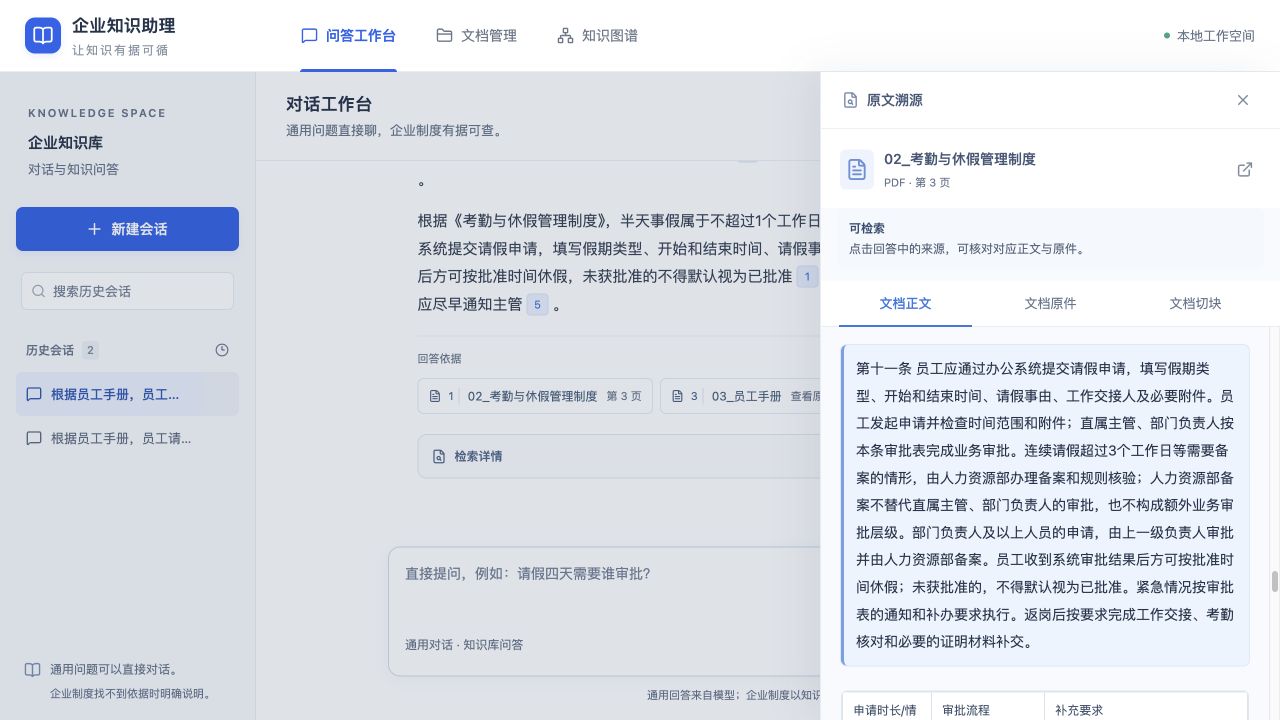 企业知识助理
让知识有据可循
问答工作台
文档管理
知识图谱
本地工作空间
KNOWLEDGE SPACE
企业知识库
对话与知识问答
新建会话
搜索历史会话
历史会话 2
根据员工手册，员工...
根据员工手册，员工请...
通用问题可以直接对话。
企业制度找不到依据时明确说明。
对话工作台
通用问题直接聊，企业制度有据可查。
。
根据《考勤与休假管理制度》，半天事假属于不超过1个工作日
系统提交请假申请，填写假期类型、开始和结束时间、请假事
后方可按批准时间休假，未获批准的不得默认视为已批准 1
应尽早通知主管 5 。
回答依据
1 02_考勤与休假管理制度 第 3 页
3 03_员工手册 查看原
检索详情
直接提问，例如：请假四天需要谁审批?
通用对话 · 知识库问答
通用回答来自模型；企业制度以知识
原文溯源
02_考勤与休假管理制度
PDF · 第 3 页
可检索
点击回答中的来源，可核对对应正文与原件。
文档正文
文档原件
文档切块
第十一条 员工应通过办公系统提交请假申请，填写假期类
型、开始和结束时间、请假事由、工作交接人及必要附件。员
工发起申请并检查时间范围和附件；直属主管、部门负责人按
本条审批表完成业务审批。连续请假超过3个工作日等需要备
案的情形，由人力资源部办理备案和规则核验；人力资源部备
案不替代直属主管、部门负责人的审批，也不构成额外业务审
批层级。部门负责人及以上人员的申请，由上一级负责人审批
并由人力资源部备案。员工收到系统审批结果后方可按批准时
间休假；未获批准的，不得默认视为已批准。紧急情况按审批
表的通知和补办要求执行。返岗后按要求完成工作交接、考勤
核对和必要的证明材料补交。
申请时长/情
审批流程
补充要求